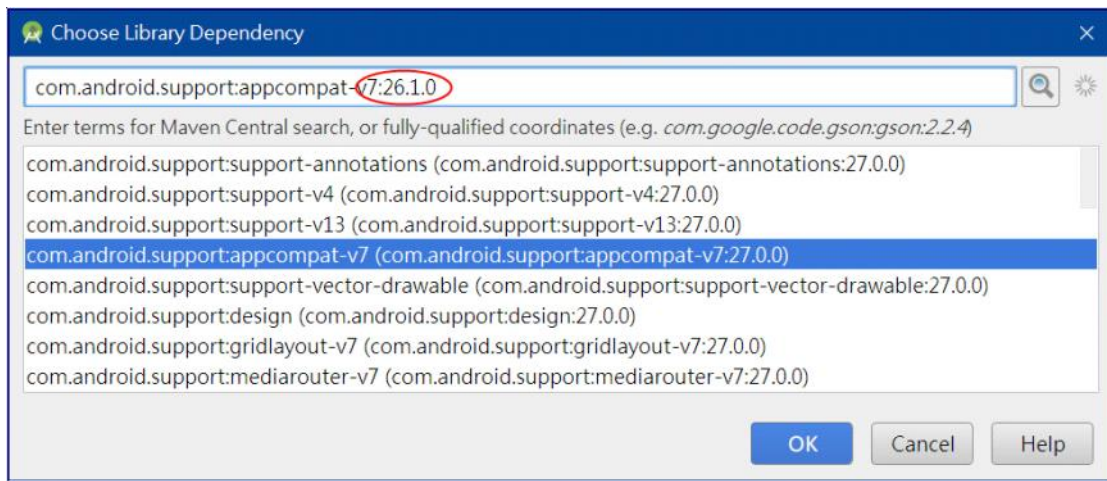 Choose Library Dependency
com.android.support:appcompat-v7:26.1.0
Enter terms for Maven Central search, or fully-qualified coordinates (e.g. com.google.code.gson:gson:2.2.4)
com.android.support:support-annotations (com.android.support:support-annotations:27.0.0)
com.android.support:support-v4 (com.android.support:support-v4:27.0.0)
com.android.support:support-v13 (com.android.support:support-v13:27.0.0)
com.android.support:appcompat-v7 (com.android.support:appcompat-v7:27.0.0)
com.android.support:support-vector-drawable (com.android.support:support-vector-drawable:27.0.0)
com.android.support:design (com.android.support:design:27.0.0)
com.android.support:gridlayout-v7 (com.android.support:gridlayout-v7:27.0.0)
com.android.support:mediarouter-v7 (com.android.support:mediarouter-v7:27.0.0)
OK Cancel Help